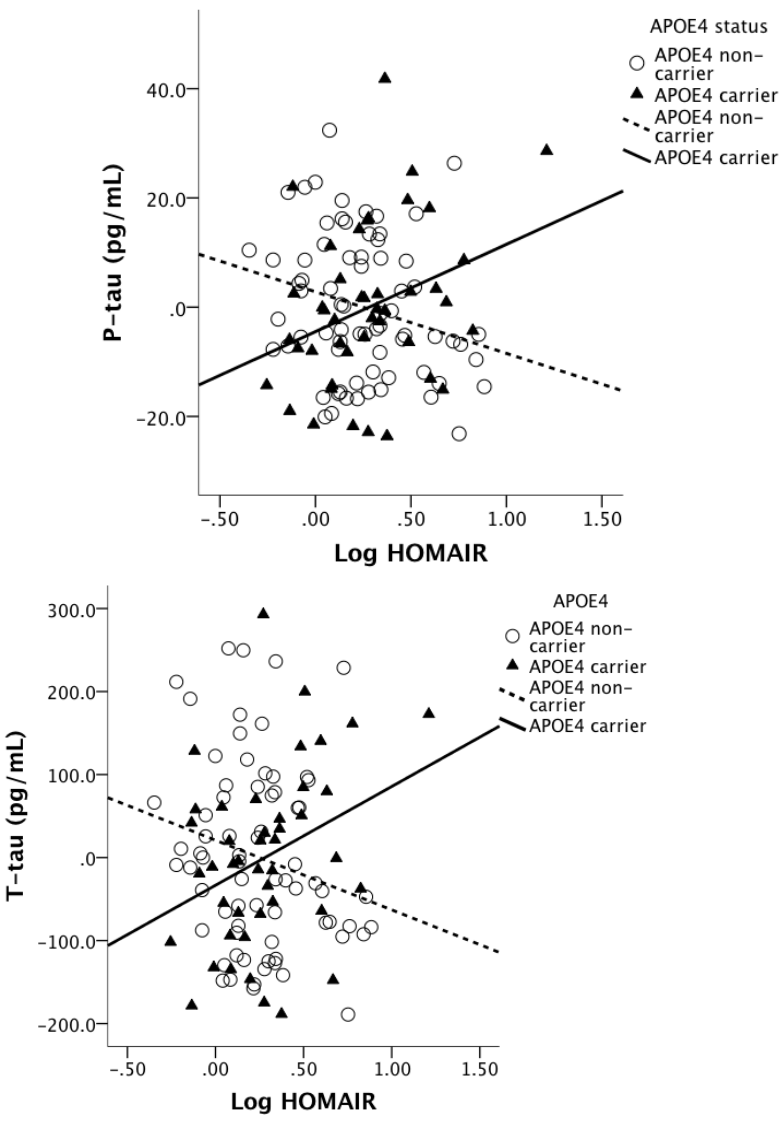 APOE4 status
APOE4 non-
carrier
APOE4 carrier
APOE4 non-
carrier
APOE4 carrier
40.0
20.0
.0
-20.0
P-tau (pg/mL)
-.50
.00
.50
1.00
1.50
Log HOMAIR
APOE4
APOE4 non-
carrier
APOE4 carrier
APOE4 non-
carrier
APOE4 carrier
300.0
200.0
100.0
.0
-100.0
-200.0
T-tau (pg/mL)
-.50
.00
.50
1.00
1.50
Log HOMAIR